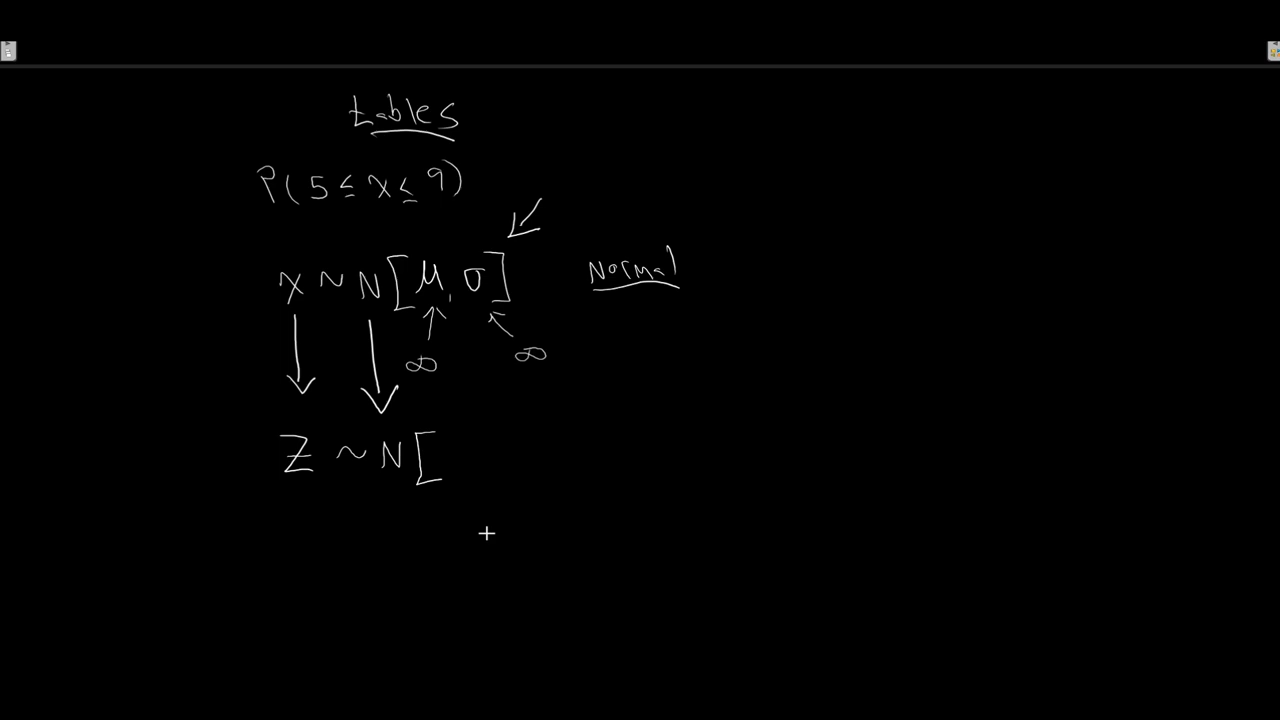 tables
P( 5 ≤ x ≤ 9)
x ~ N[μ, σ]
Normal
∞ ∞
Z ~ N[